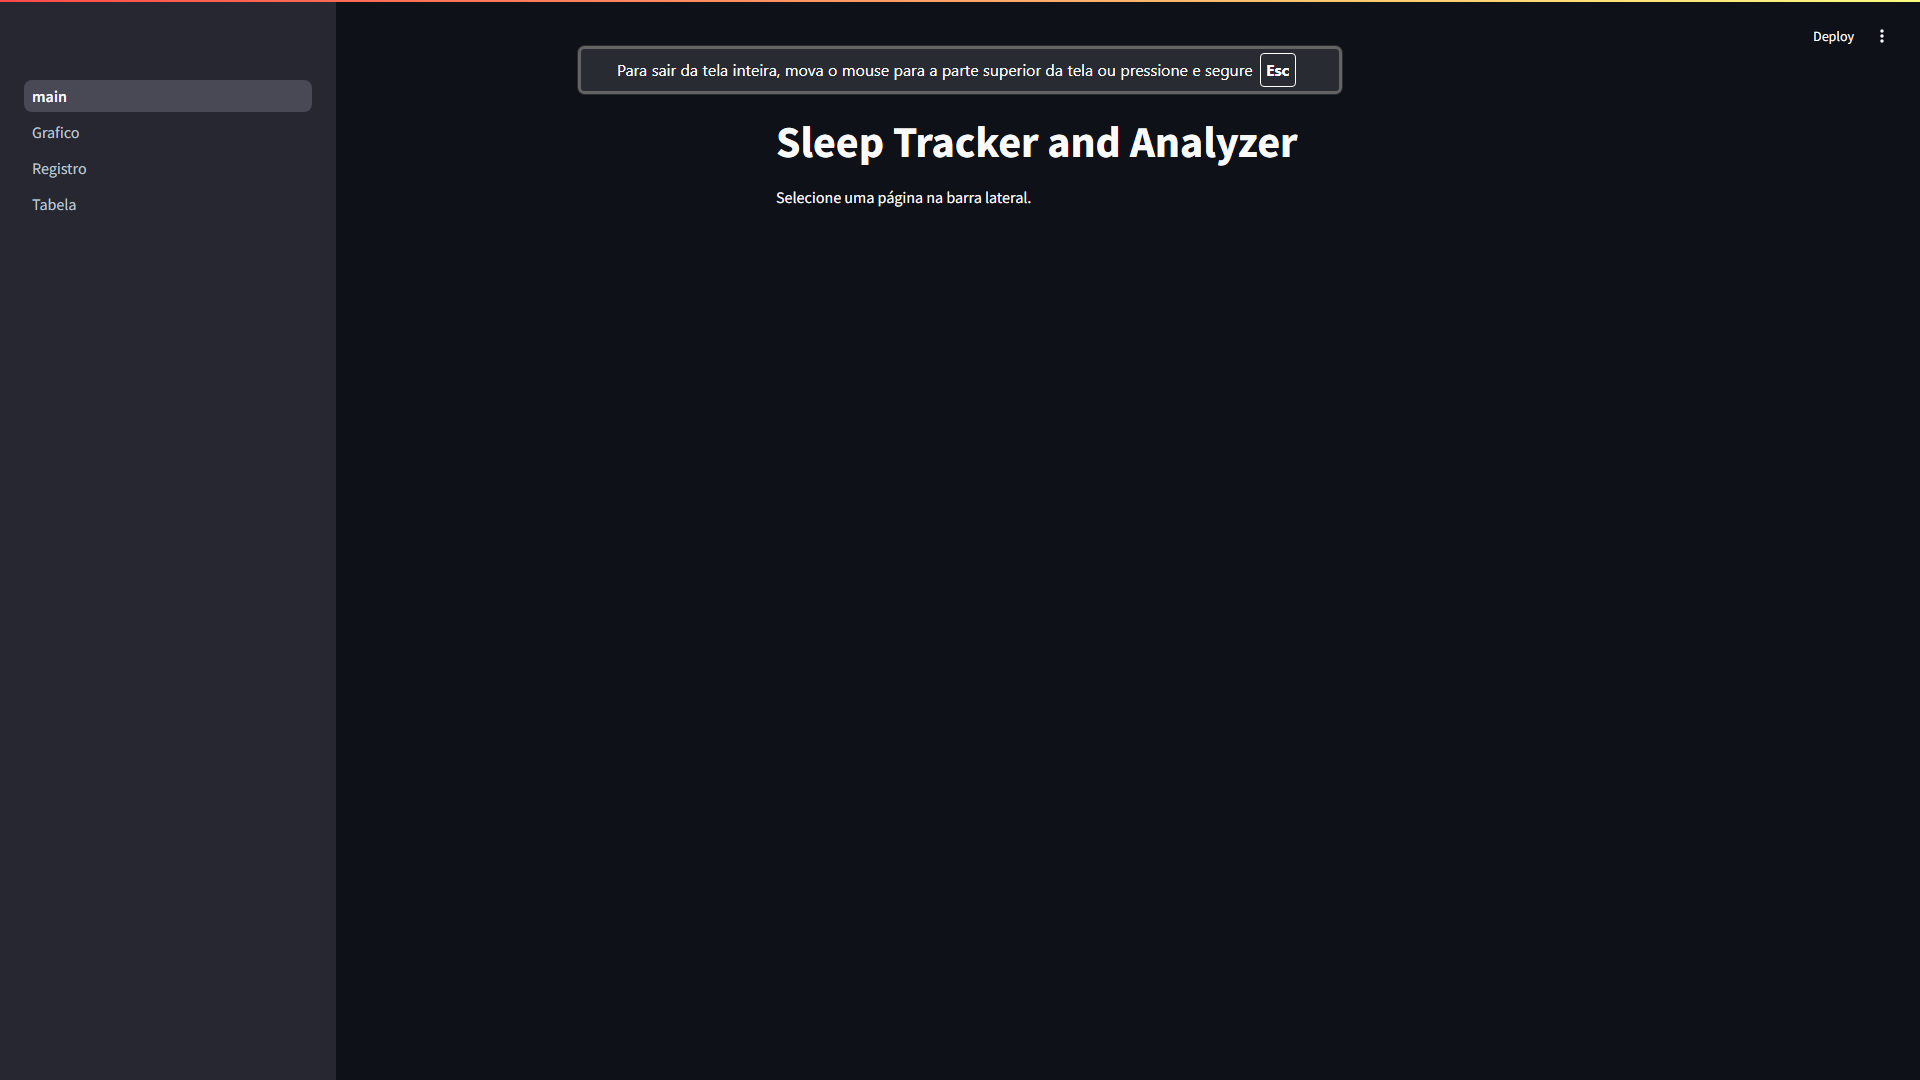 Deploy
Para sair da tela inteira, mova o mouse para a parte superior da tela ou pressione e segure Esc
main
Grafico
Registro
Tabela
Sleep Tracker and Analyzer
Selecione uma página na barra lateral.